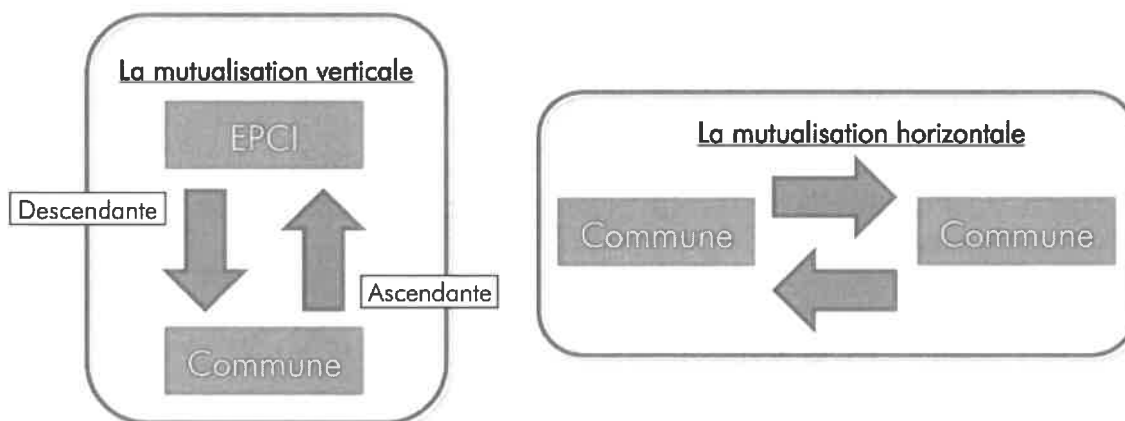 La mutualisation verticale
EPCI
Descendante
Ascendante
Commune
La mutualisation horizontale
Commune
Commune